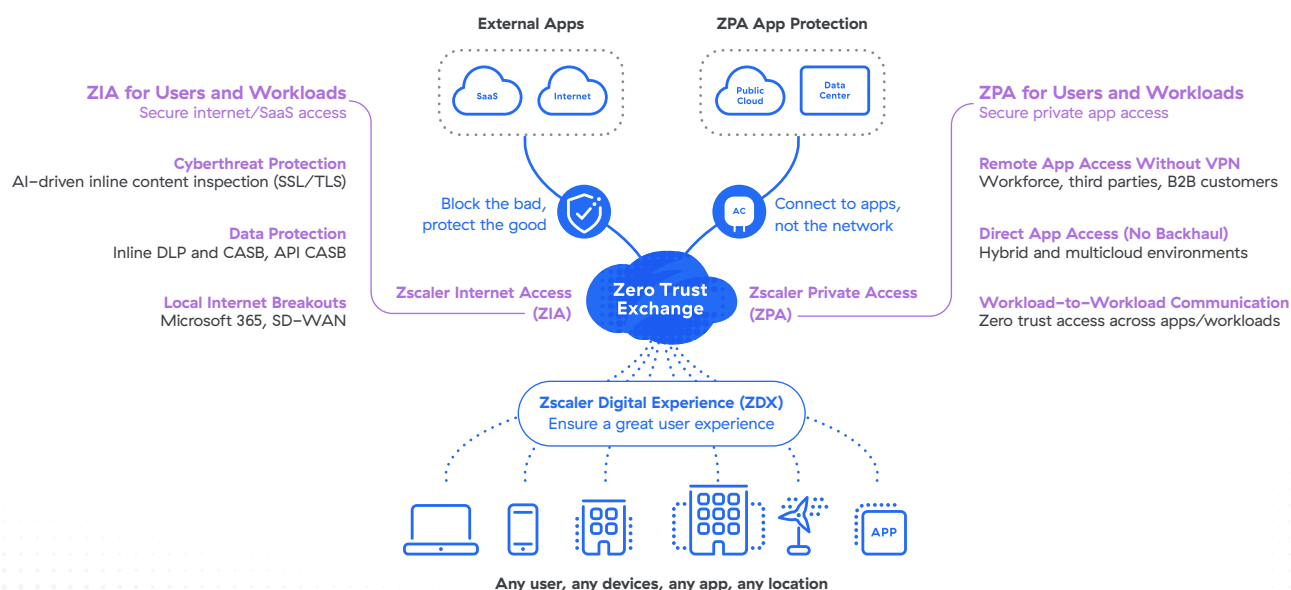 External Apps
ZPA App Protection
SaaS
Internet
Public
Cloud
Data
Center
ZIA for Users and Workloads
Secure internet/SaaS access
Cyberthreat Protection
AI-driven inline content inspection (SSL/TLS)
Data Protection
Inline DLP and CASB, API CASB
Local Internet Breakouts
Microsoft 365, SD-WAN
Block the bad,
protect the good
AC
Connect to apps,
not the network
Zscaler Internet Access
(ZIA)
Zero Trust
Exchange
Zscaler Private Access
(ZPA)
ZPA for Users and Workloads
Secure private app access
Remote App Access Without VPN
Workforce, third parties, B2B customers
Direct App Access (No Backhaul)
Hybrid and multicloud environments
Workload-to-Workload Communication
Zero trust access across apps/workloads
Zscaler Digital Experience (ZDX)
Ensure a great user experience
APP
Any user, any devices, any app, any location